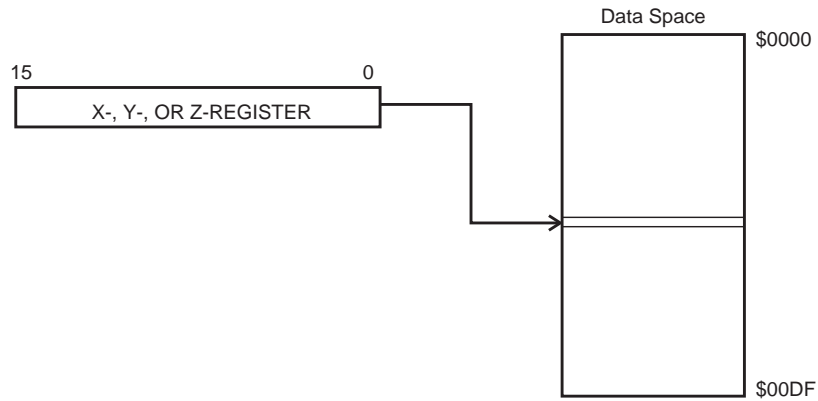 Data Space
$0000
15 0
X-, Y-, OR Z-REGISTER
$00DF